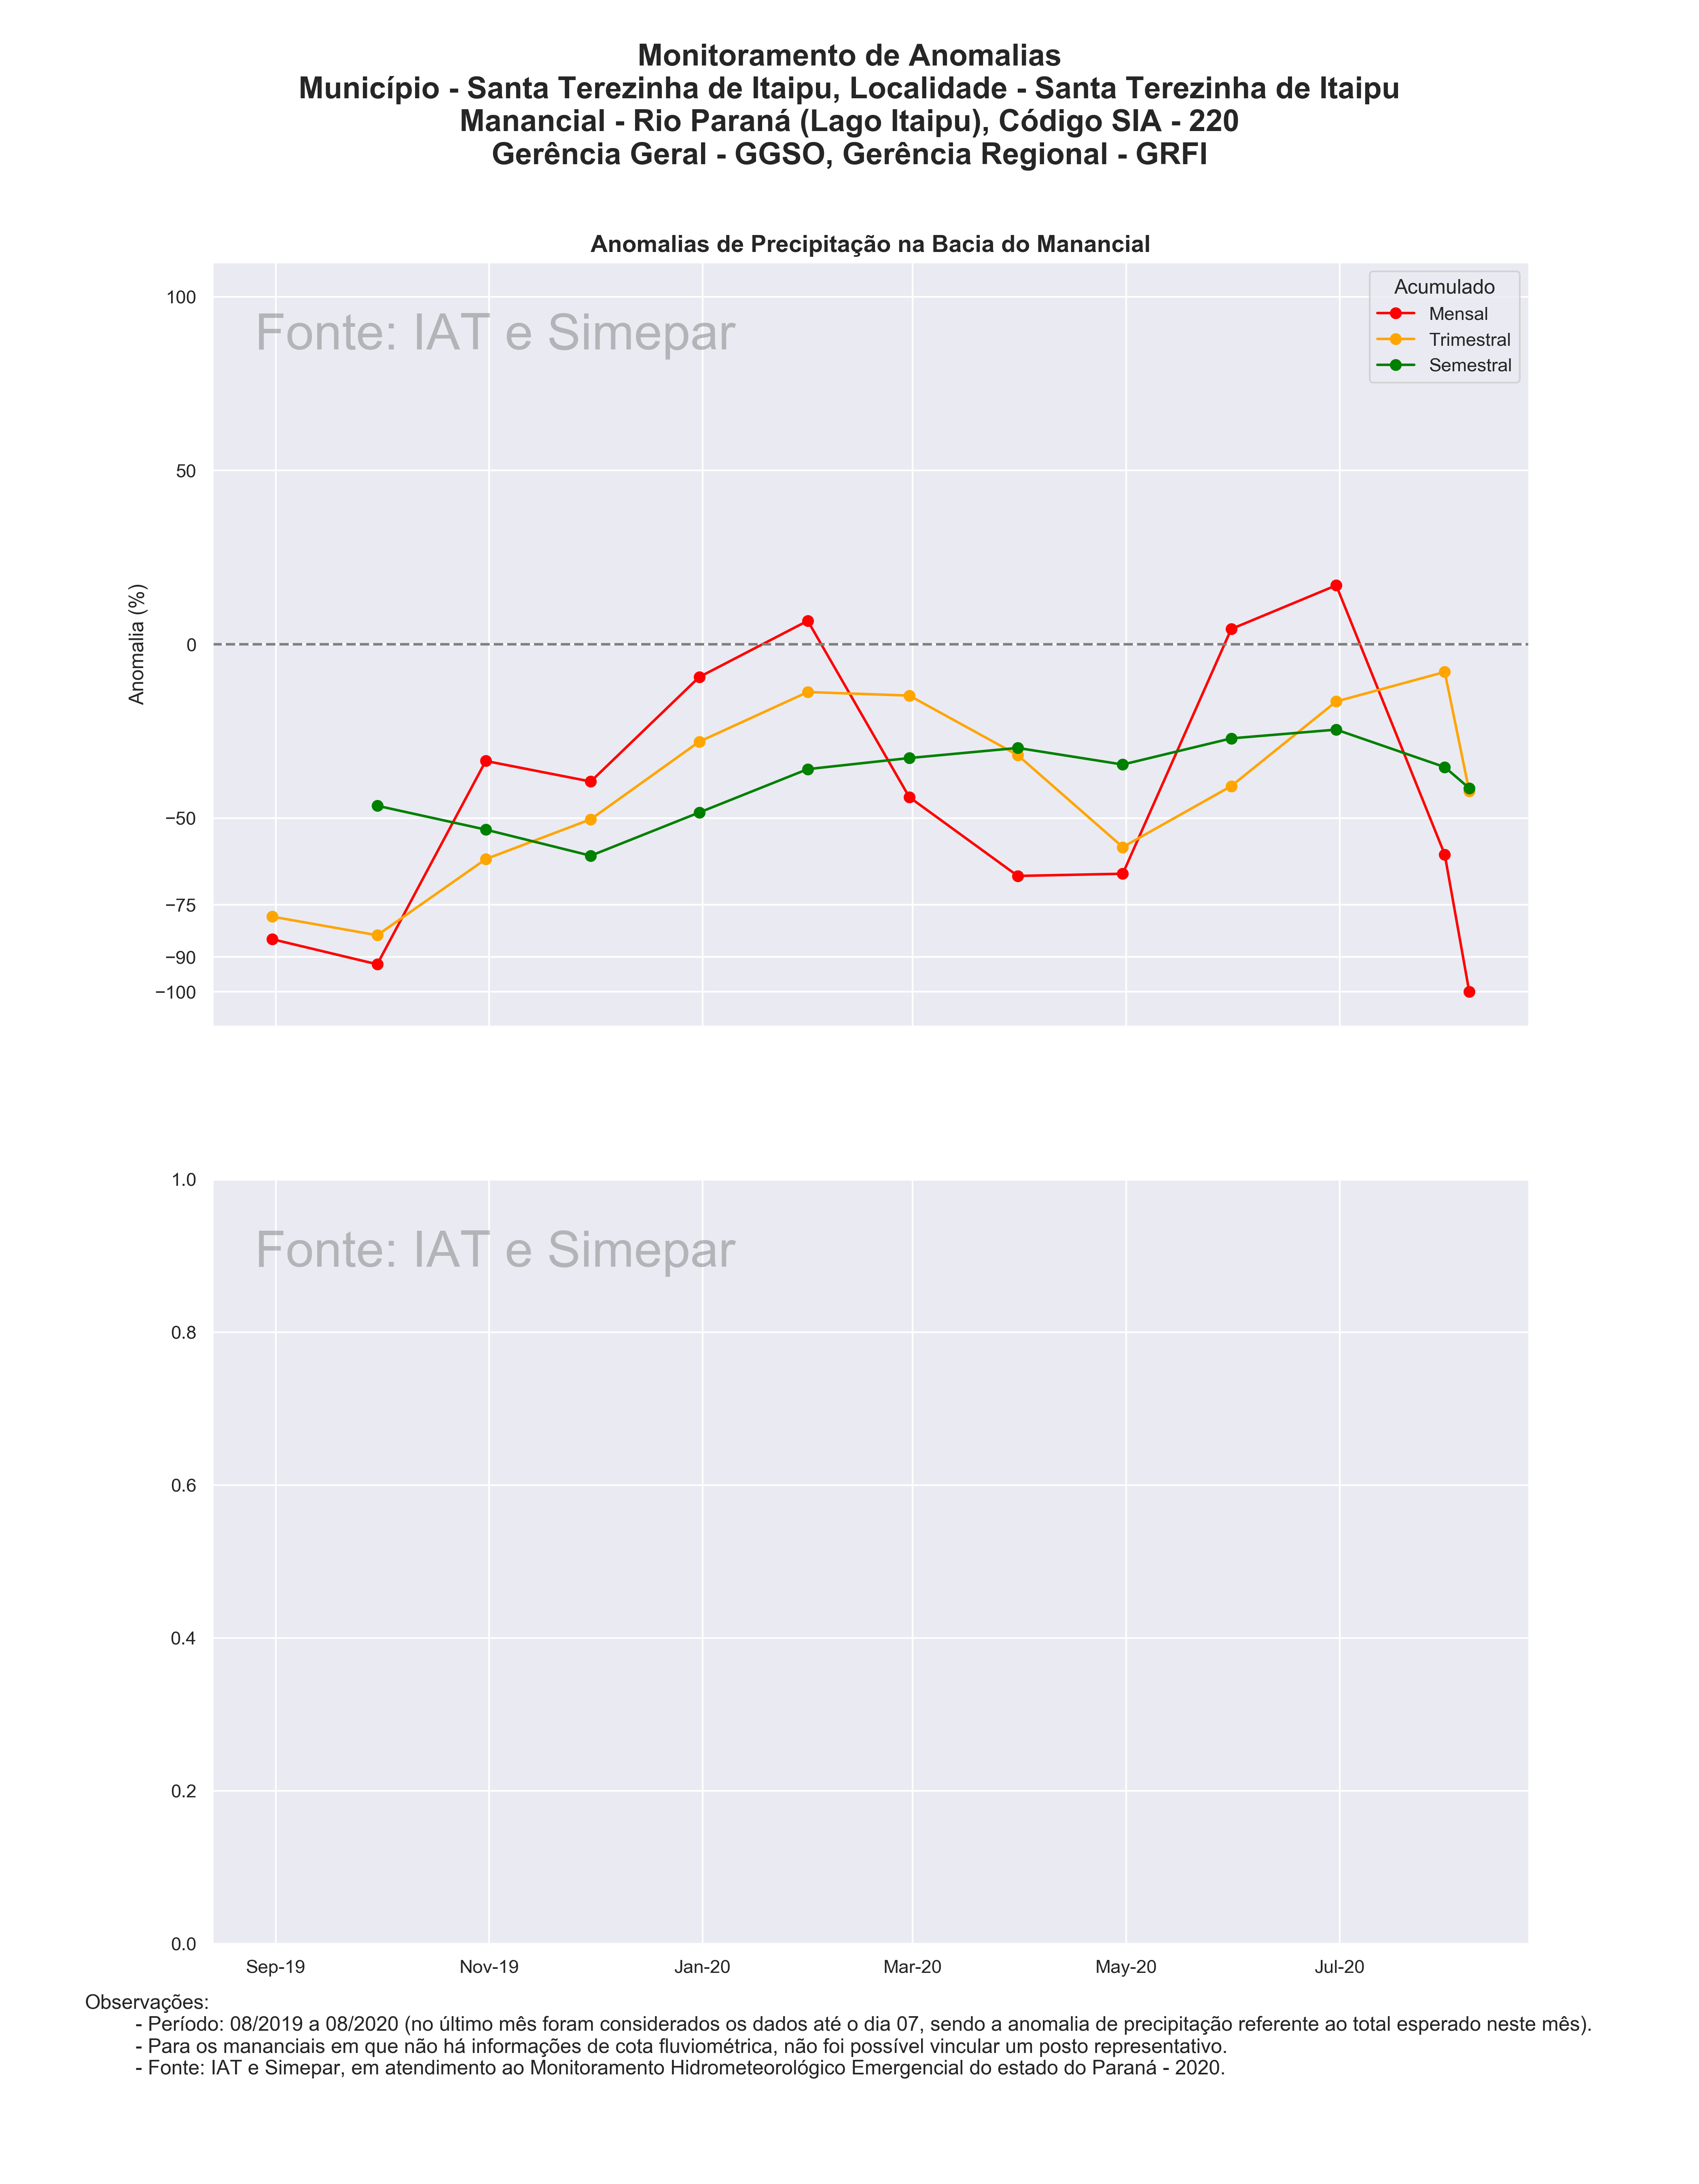 Monitoramento de Anomalias
Município - Santa Terezinha de Itaipu, Localidade - Santa Terezinha de Itaipu
Manancial - Rio Paraná (Lago Itaipu), Código SIA - 220
Gerência Geral - GGSO, Gerência Regional - GRFI
Anomalias de Precipitação na Bacia do Manancial
Fonte: IAT e Simepar
Acumulado
Mensal
Trimestral
Semestral
Anomalia (%)
100
50
0
−50
−75
−90
−100
Fonte: IAT e Simepar
1.0
0.8
0.6
0.4
0.2
0.0
Sep-19 Nov-19 Jan-20 Mar-20 May-20 Jul-20
Observações:
- Período: 08/2019 a 08/2020 (no último mês foram considerados os dados até o dia 07, sendo a anomalia de precipitação referente ao total esperado neste mês).
- Para os mananciais em que não há informações de cota fluviométrica, não foi possível vincular um posto representativo.
- Fonte: IAT e Simepar, em atendimento ao Monitoramento Hidrometeorológico Emergencial do estado do Paraná - 2020.